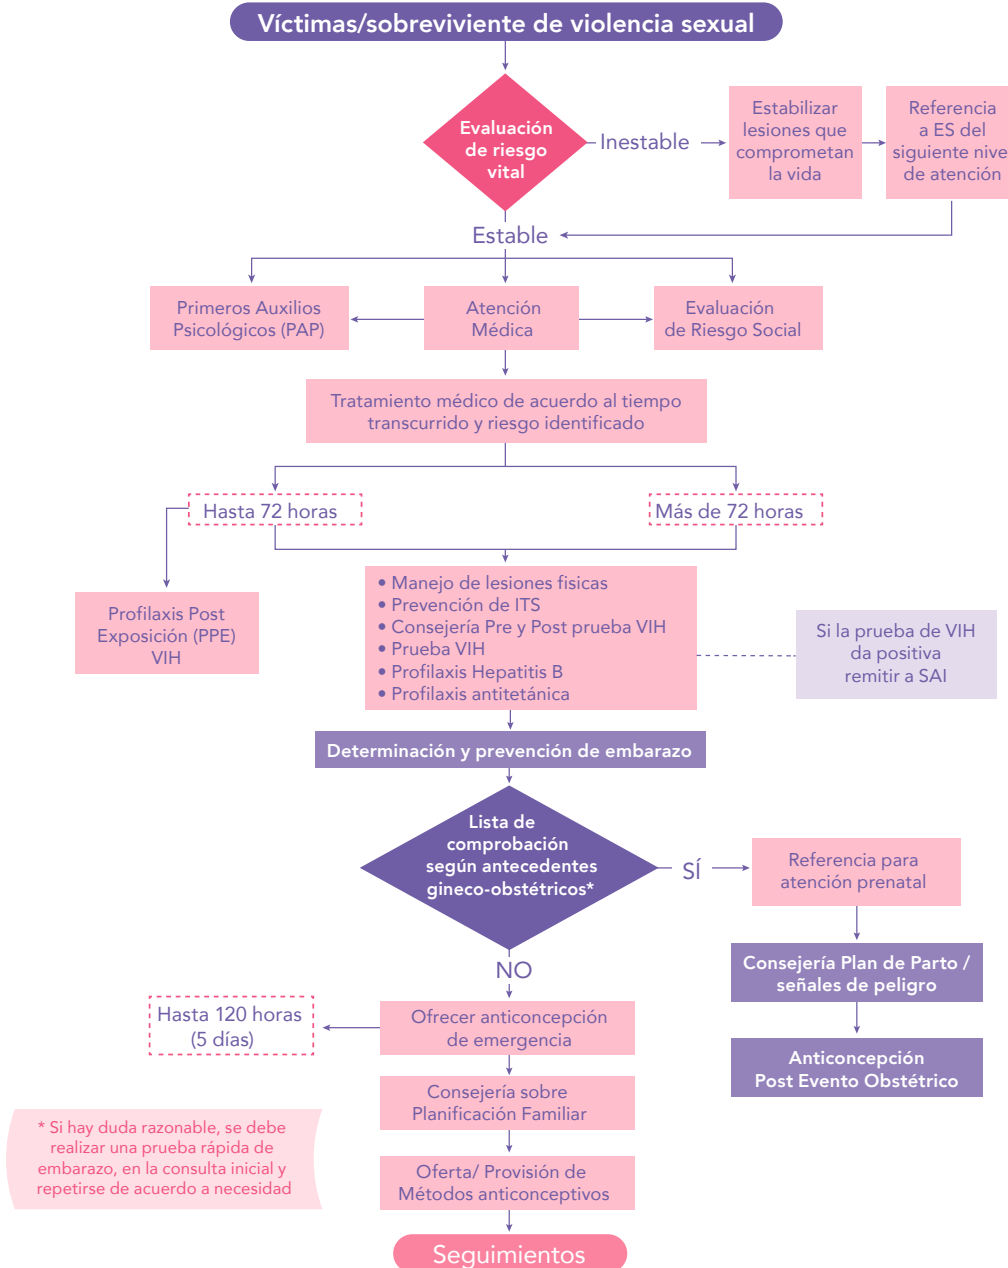 Víctimas/sobreviviente de violencia sexual
Evaluación
de riesgo
vital
Inestable
Estabilizar
lesiones que
comprometan
la vida
Referencia
a ES del
siguiente nive
de atención
Estable
Primeros Auxilios
Psicológicos (PAP)
Atención
Médica
Evaluación
de Riesgo Social
Tratamiento médico de acuerdo al tiempo
transcurrido y riesgo identificado
Hasta 72 horas
Más de 72 horas
Profilaxis Post
Exposición (PPE)
VIH
• Manejo de lesiones fisicas
• Prevención de ITS
• Consejería Pre y Post prueba VIH
• Prueba VIH
• Profilaxis Hepatitis B
• Profilaxis antitetánica
Si la prueba de VIH
da positiva
remitir a SAI
Determinación y prevención de embarazo
Lista de
comprobación
según antecedentes
gineco-obstétricos*
SÍ
Referencia para
atención prenatal
Consejería Plan de Parto /
señales de peligro
Anticoncepción
Post Evento Obstétrico
NO
Hasta 120 horas
(5 días)
Ofrecer anticoncepción
de emergencia
Consejería sobre
Planificación Familiar
* Si hay duda razonable, se debe
realizar una prueba rápida de
embarazo, en la consulta inicial y
repetirse de acuerdo a necesidad
Oferta/ Provisión de
Métodos anticonceptivos
Seguimientos